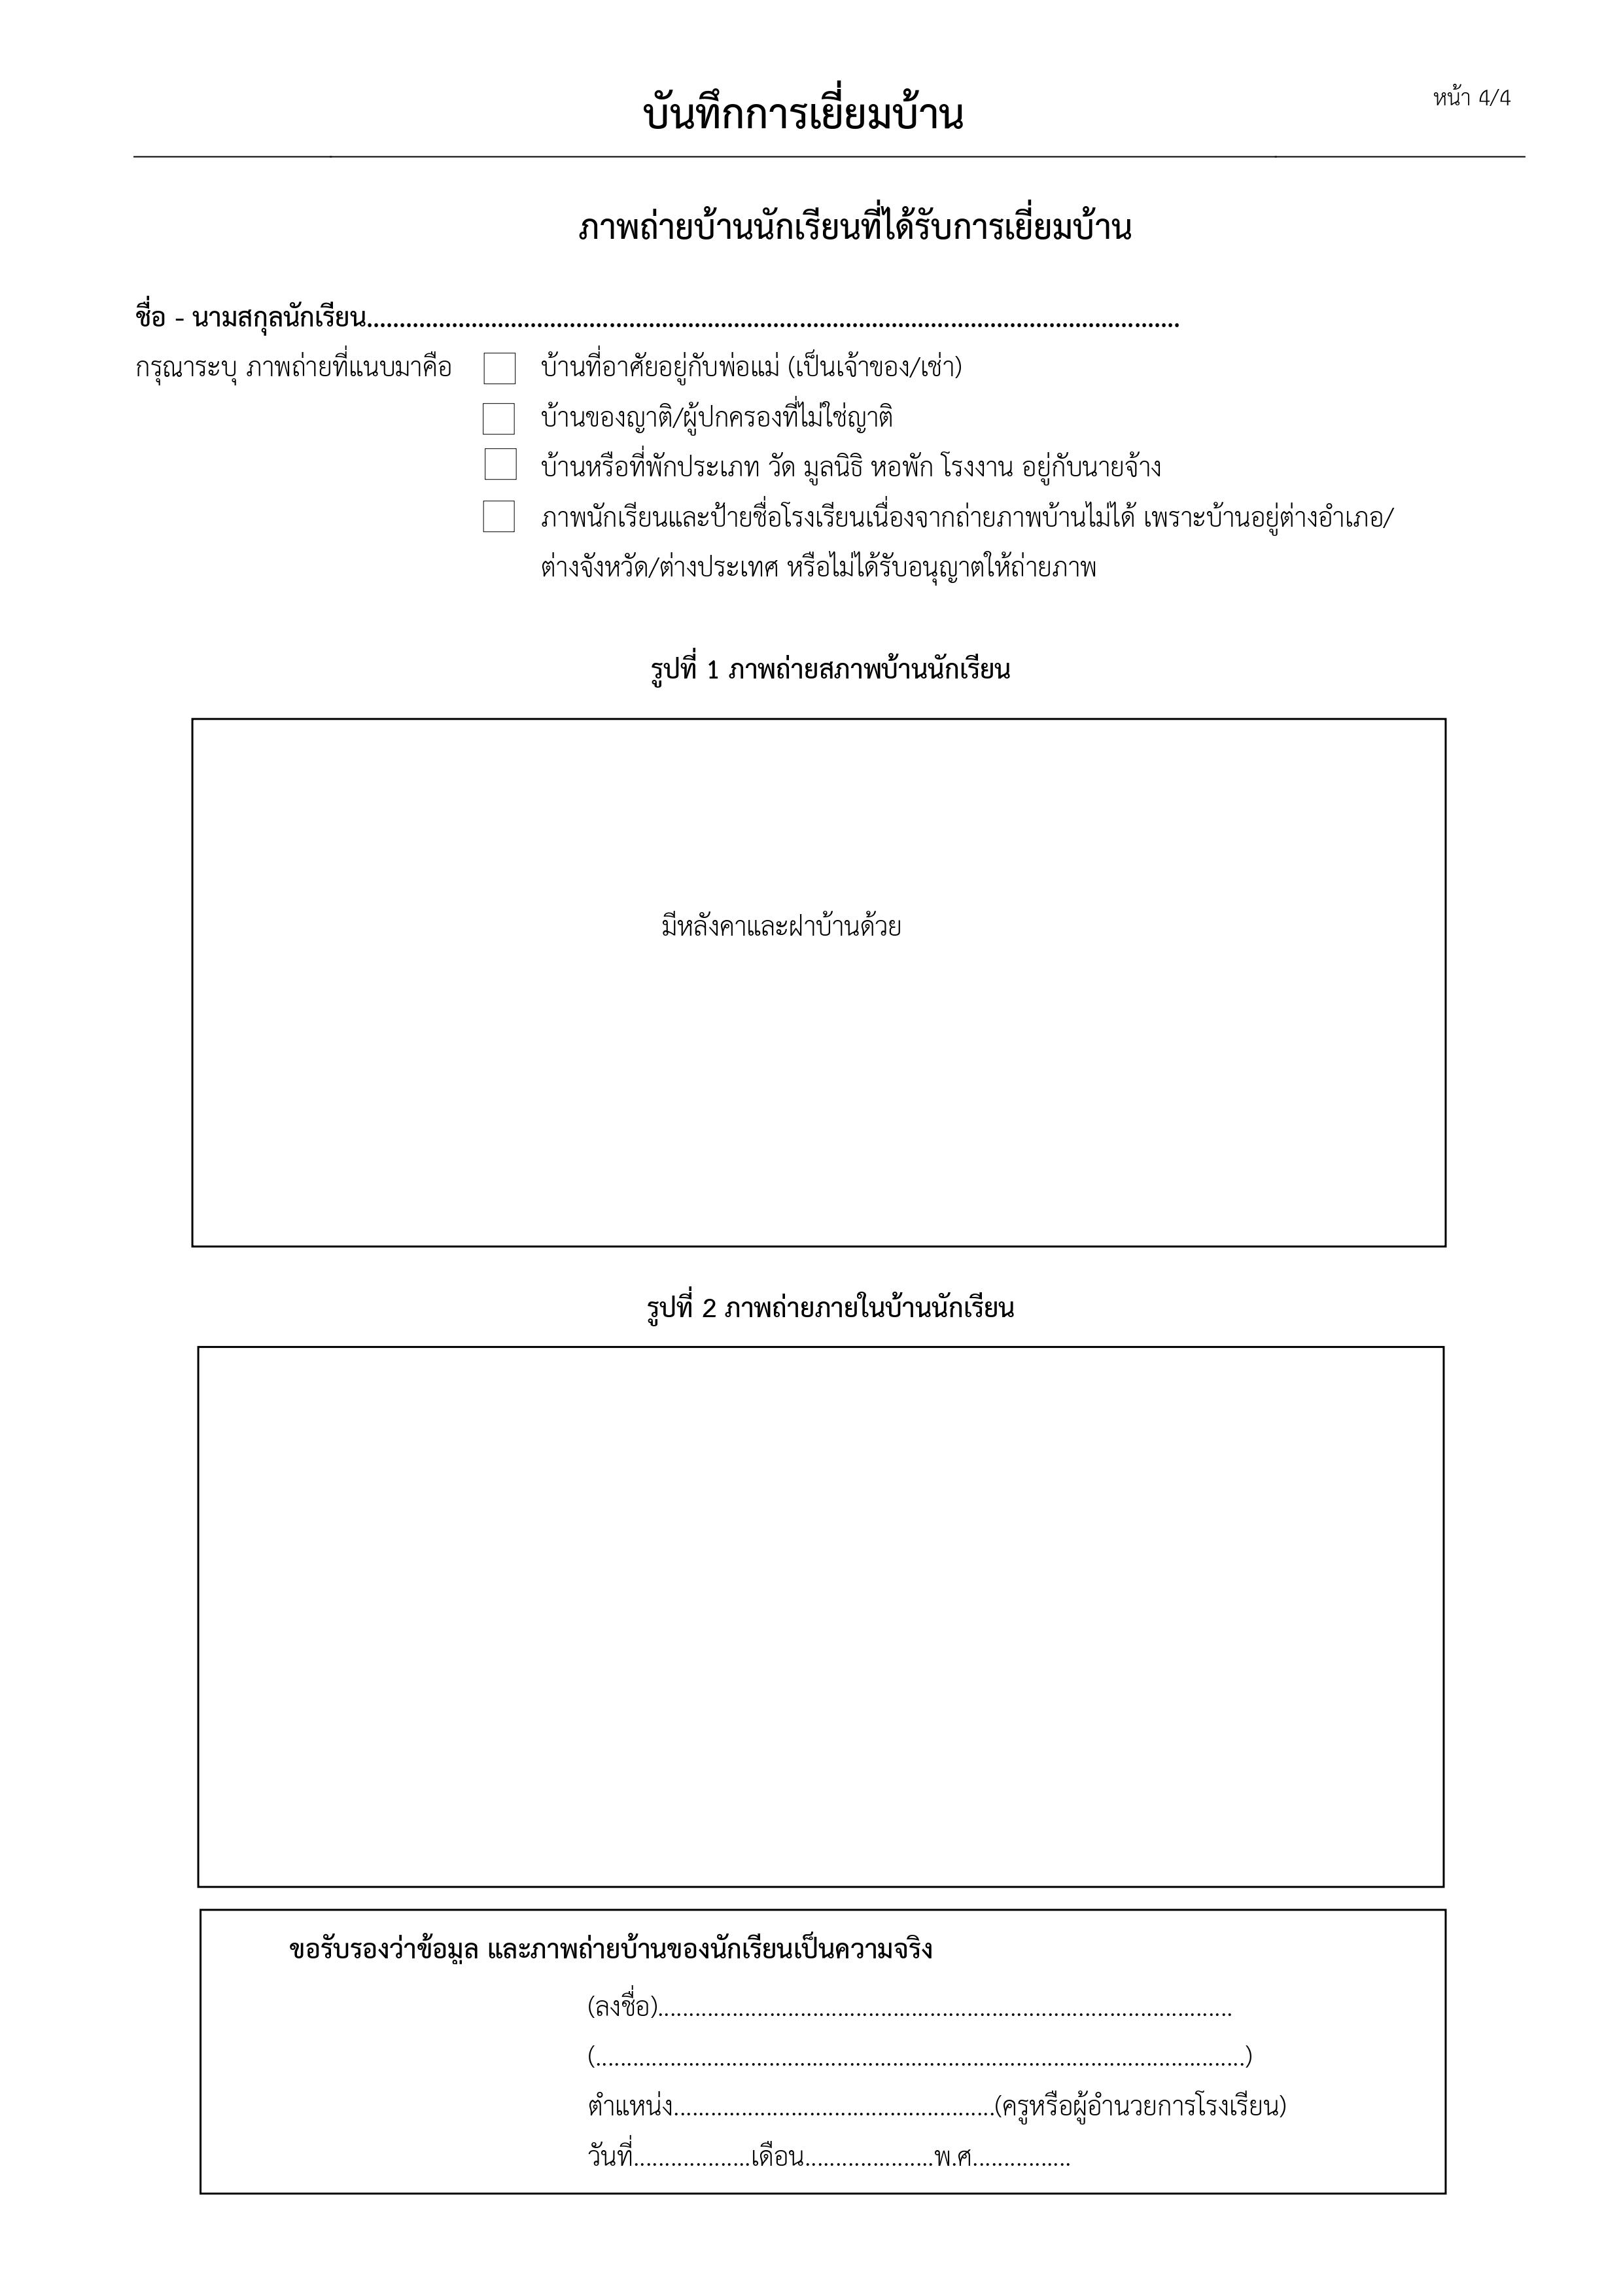 หน้า 4/4
บันทึกการเยี่ยมบ้าน
ภาพถ่ายบ้านนักเรียนที่ได้รับการเยี่ยมบ้าน
ชื่อ - นามสกุลนักเรียน............................................................................................................................
กรุณาระบุ ภาพถ่ายที่แนบมาคือ ☐ บ้านที่อาศัยอยู่กับพ่อแม่ (เป็นเจ้าของ/เช่า)
☐ บ้านของญาติ/ผู้ปกครองที่ไม่ใช่ญาติ
☐ บ้านหรือที่พักประเภท วัด มูลนิธิ หอพัก โรงงาน อยู่กับนายจ้าง
☐ ภาพนักเรียนและป้ายชื่อโรงเรียนเนื่องจากถ่ายภาพบ้านไม่ได้ เพราะบ้านอยู่ต่างอำเภอ/
ต่างจังหวัด/ต่างประเทศ หรือไม่ได้รับอนุญาตให้ถ่ายภาพ
รูปที่ 1 ภาพถ่ายสภาพบ้านนักเรียน
มีหลังคาและฝาบ้านด้วย
รูปที่ 2 ภาพถ่ายภายในบ้านนักเรียน
ขอรับรองว่าข้อมูล และภาพถ่ายบ้านของนักเรียนเป็นความจริง
(ลงชื่อ)..............................................................................................
(..........................................................................................................)
ตำแหน่ง....................................................(ครูหรือผู้อำนวยการโรงเรียน)
วันที่...................เดือน.....................พ.ศ................